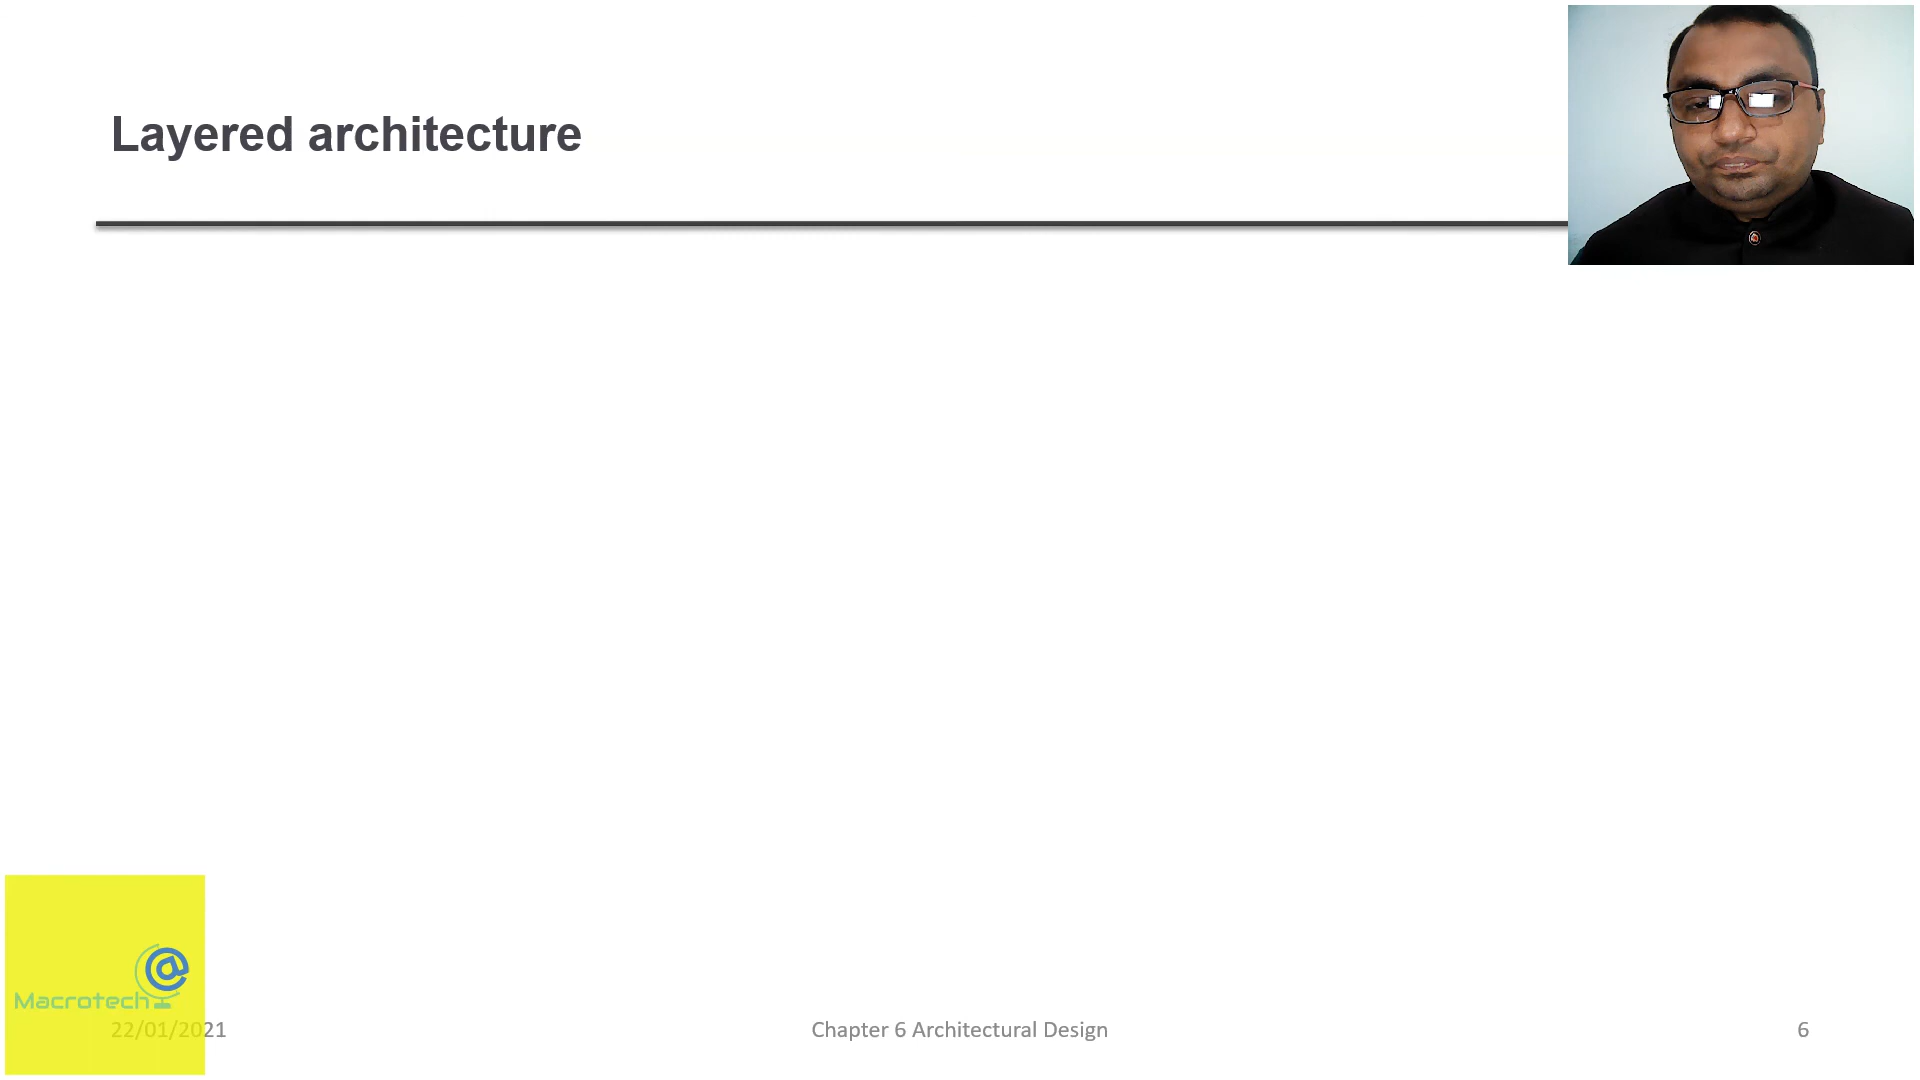 Layered architecture
Macrotech
22/01/2021
Chapter 6 Architectural Design
6